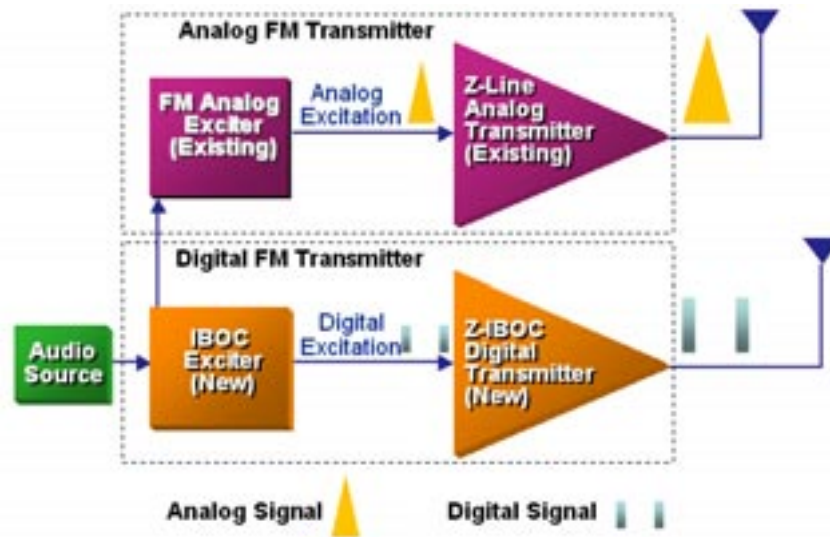 Analog FM Transmitter
FM Analog
Exciter
(Existing)
Analog
Excitation
Z-Line
Analog
Transmitter
(Existing)
Digital FM Transmitter
Audio
Source
IBOC
Exciter
(New)
Digital
Excitation
Z-IBOC
Digital
Transmitter
(New)
Analog Signal
Digital Signal